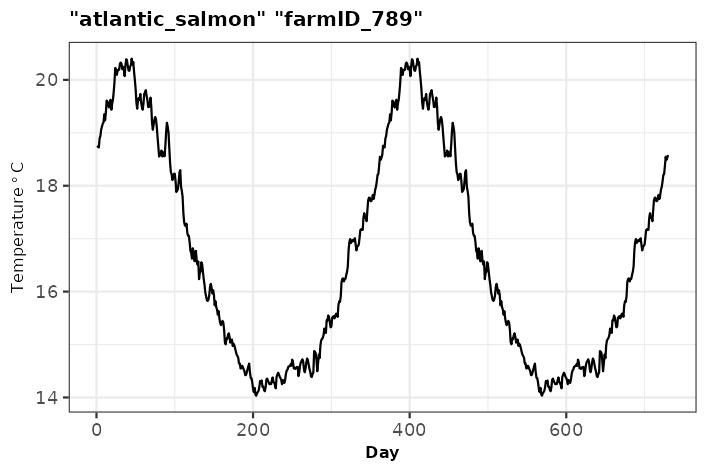 "atlantic_salmon" "farmID_789"
Temperature ° C
20
18
16
14
0 200 400 600
Day